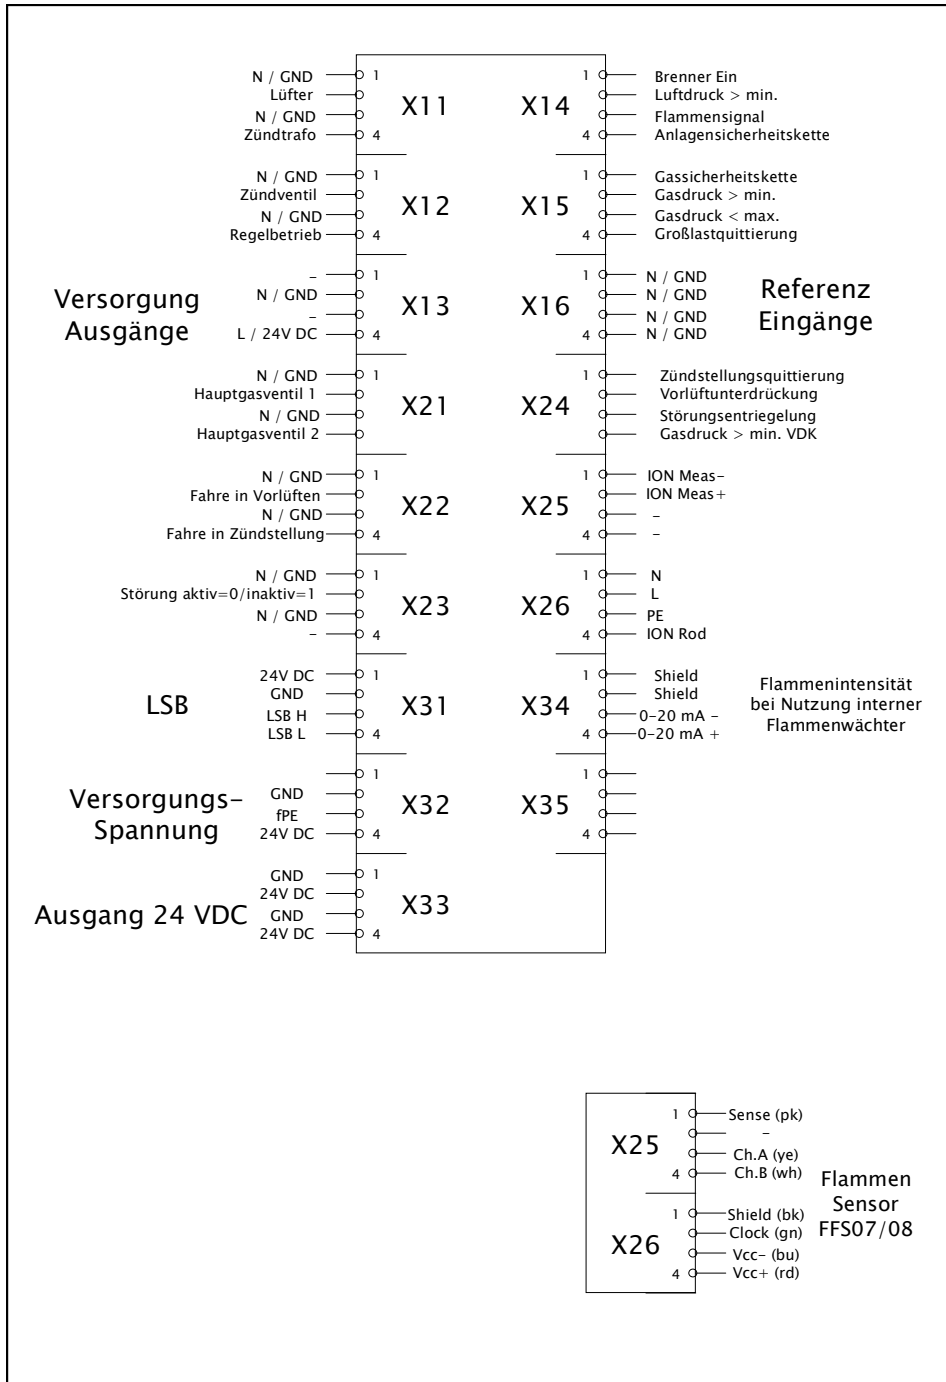 N / GND 1 X11 X14 1 Brenner Ein
Lüfter Luftdruck > min.
N / GND Flammensignal
Zündtrafo 4 4 Anlagensicherheitskette
N / GND 1 X12 X15 1 Gassicherheitskette
Zündventil Gasdruck > min.
N / GND Gasdruck < max.
Regelbetrieb 4 4 Großlastquittierung
Versorgung
Ausgänge
- 1 X13 X16 1 N / GND
N / GND N / GND
- N / GND
L / 24V DC 4 4 N / GND
Referenz
Eingänge
N / GND 1 X21 X24 1 Zündstellungsquittierung
Hauptgasventil 1 Vorlüftunterdrückung
N / GND Störungsentriegelung
Hauptgasventil 2 Gasdruck > min. VDK
N / GND 1 X22 X25 1 ION Meas-
Fahre in Vorlüften ION Meas+
N / GND -
Fahre in Zündstellung 4 4 -
N / GND 1 X23 X26 1 N
Störung aktiv=0/inaktiv=1 L
N / GND PE
- 4 4 ION Rod
LSB
24V DC 1 X31 X34 1 Shield
GND Shield
LSB H 0-20 mA -
LSB L 4 4 0-20 mA +
Flammenintensität
bei Nutzung interner
Flammenwächter
Versorgungs-
Spannung
1 X32 X35 1
GND
fPE
24V DC 4 4
Ausgang 24 VDC
GND 1 X33
24V DC
GND
24V DC 4
X25 1 Sense (pk)
-
Ch.A (ye)
4 Ch.B (wh)
X26 1 Shield (bk)
Clock (gn)
Vcc- (bu)
4 Vcc+ (rd)
Flammen
Sensor
FFS07/08